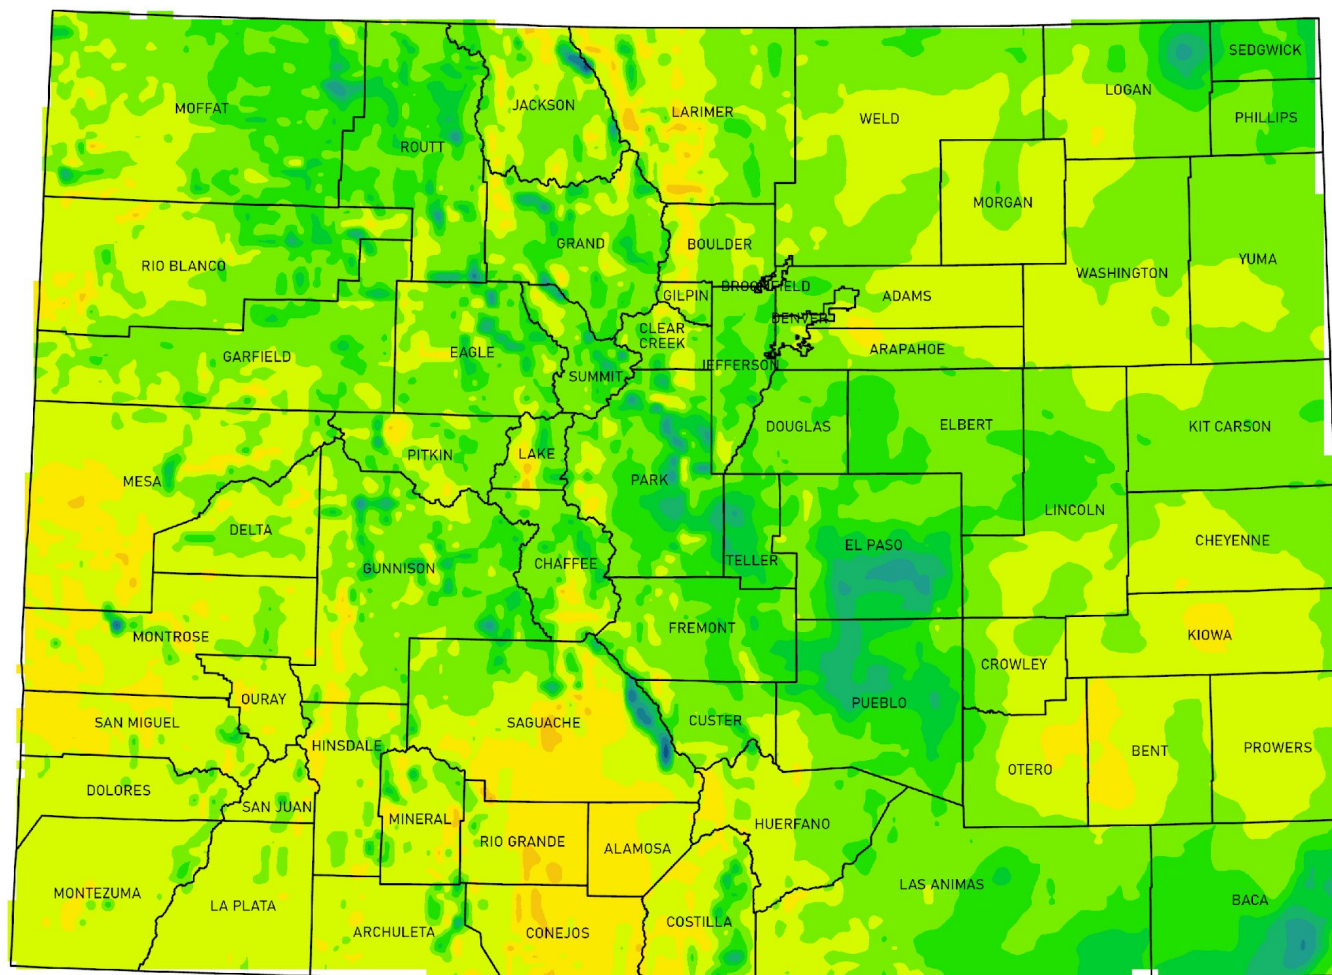 SEDGWICK
LOGAN
MOFFAT
JACKSON
LARIMER
WELD
PHILLIPS
ROUTT
MORGAN
GRAND
BOULDER
RIO BLANCO
YUMA
WASHINGTON
GILPIN
BROOMFIELD
ADAMS
DENVER
CLEAR
CREEK
EAGLE
GARFIELD
ARAPAHOE
JEFFERSON
SUMMIT
DOUGLAS
ELBERT
KIT CARSON
LAKE
PITKIN
MESA
PARK
LINCOLN
DELTA
CHEYENNE
EL PASO
TELLER
CHAFFEE
GUNNISON
FREMONT
MONTROSE
KIOWA
CROWLEY
OURAY
PUEBLO
SAN MIGUEL
SAGUACHE
CUSTER
HINSDALE
BENT
PROWERS
OTERO
DOLORES
SAN JUAN
MINERAL
HUERFANO
RIO GRANDE
ALAMOSA
LAS ANIMAS
MONTEZUMA
LA PLATA
BACA
COSTILLA
ARCHULETA
CONEJOS